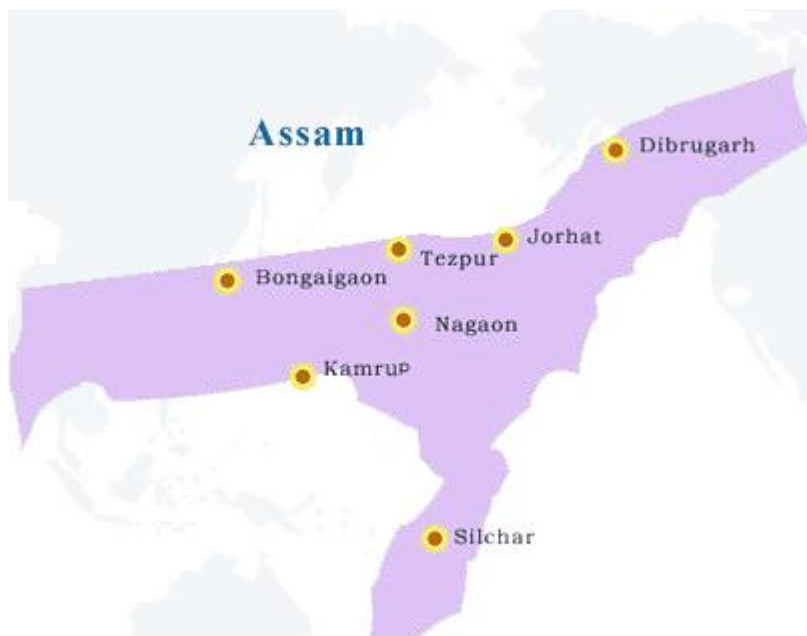 Assam
Dibrugarh
Jorhat
Tezpur
Bongaigaon
Nagaon
Kamrup
Silchar